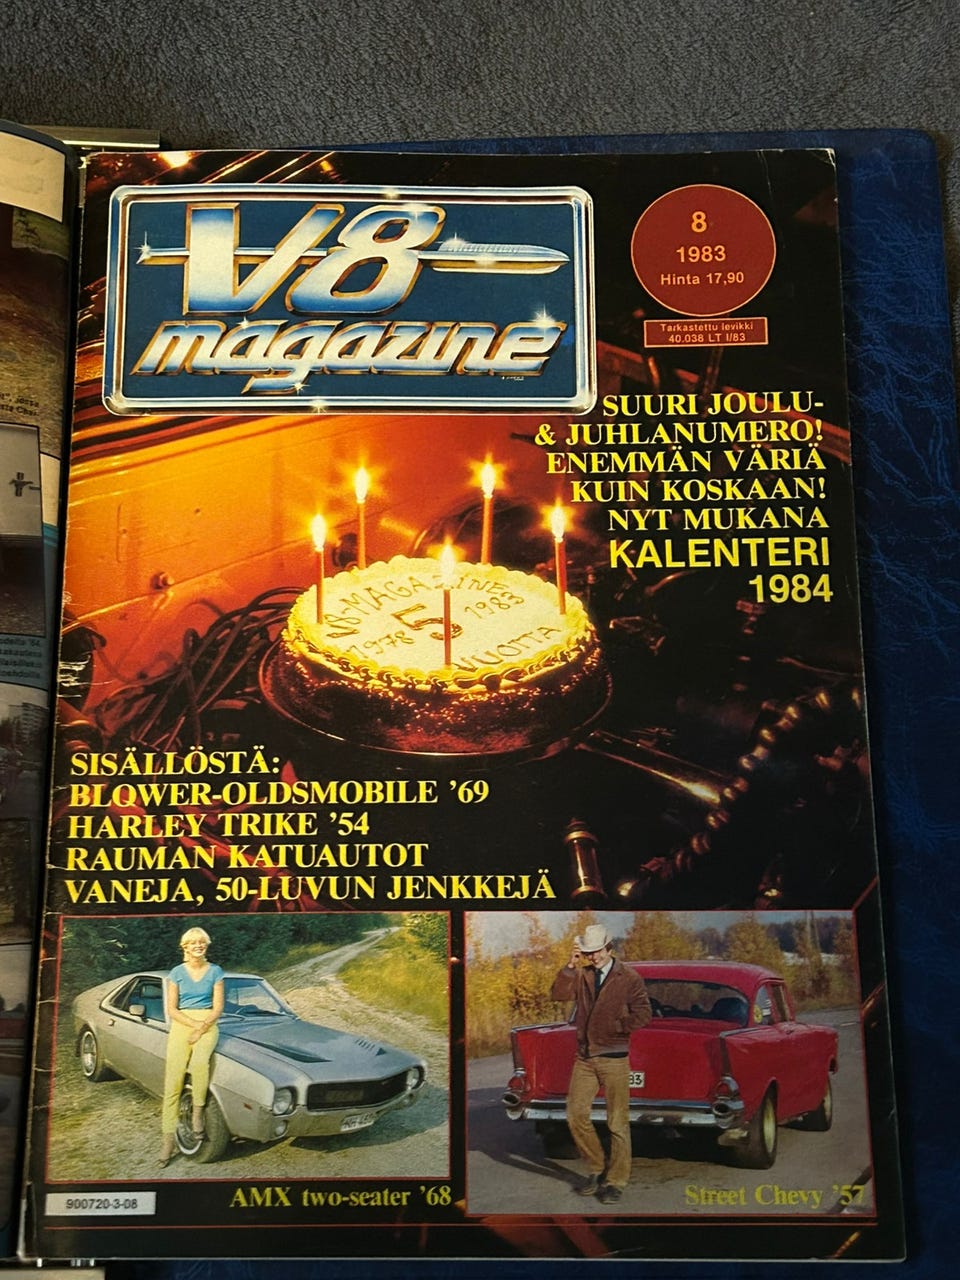 V8
magazine
8
1983
Hinta 17,90
Tarkastettu levikki
40.038 LT I/83
SUURI JOULU-
& JUHLANUMERO!
ENEMMÄN VÄRIÄ
KUIN KOSKAAN!
NYT MUKANA
KALENTERI
1984
V8-MAGAZINE
1978 5 1983
VUOTTA
SISÄLLÖSTÄ:
BLOWER-OLDSMOBILE ’69
HARLEY TRIKE ’54
RAUMAN KATUAUTOT
VANEJA, 50-LUVUN JENKKEJÄ
900720-3-08
AMX two-seater ’68
Street Chevy ’57